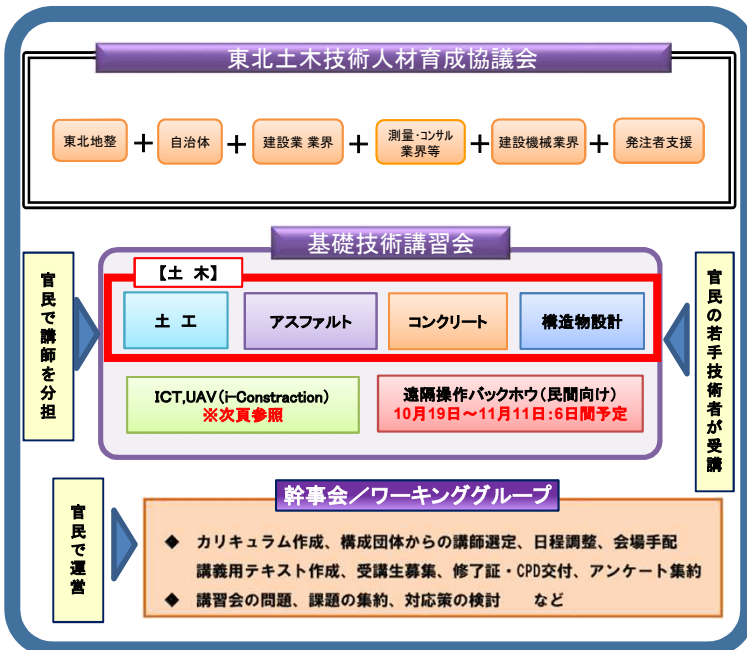 東北土木技術人材育成協議会
東北地整 + 自治体 + 建設業 業界 + 測量・コンサル業界等 + 建設機械業界 + 発注者支援
基礎技術講習会
【土 木】
土 工
アスファルト
コンクリート
構造物設計
ICT,UAV(i-Constraction)
※次頁参照
遠隔操作バックホウ(民間向け)
10月19日～11月11日:6日間予定
官民で講師を分担
官民の若手技術者が受講
幹事会/ワーキンググループ
官民で運営
◆ カリキュラム作成、構成団体からの講師選定、日程調整、会場手配
講義用テキスト作成、受講生募集、修了証・CPD交付、アンケート集約
◆ 講習会の問題、課題の集約、対応策の検討 など